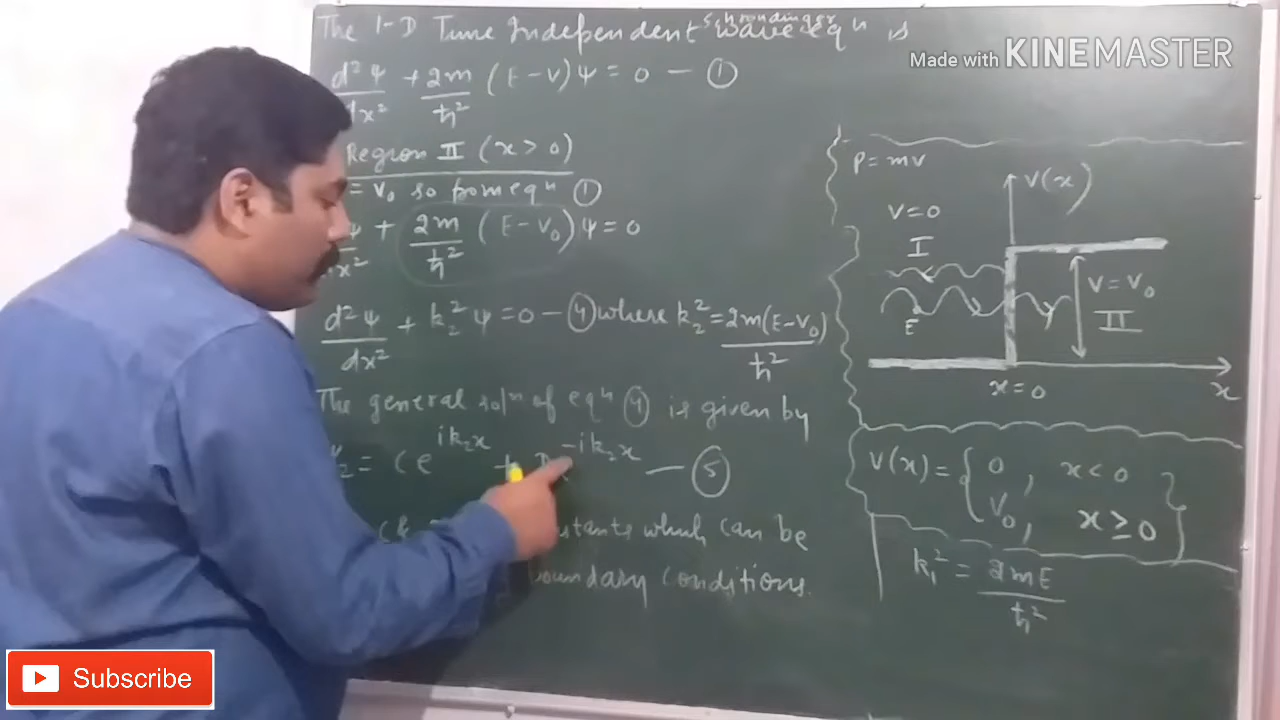 The 1-D Time Independent Schrondinger wave eqⁿ is
d²ψ/dx² + 2m/ħ² (E-V)ψ = 0 — ①
Region II (x > 0)
= V₀ so from eqⁿ ①
+ 2m/ħ² (E-V₀)ψ = 0
d²ψ/dx² + k₂²ψ = 0 — ④ where k₂² = 2m(E-V₀)/ħ²
The general solⁿ of eqⁿ ④ is given by
₂ = Ce^{ik₂x} + e^{-ik₂x} — ⑤
C &
which can be
boundary conditions.
Made with KINEMASTER
P = mv
V(x)
V=0
I
V = V₀
II
E
x = 0
x
V(x) = { 0, x < 0
V₀, x ≥ 0 }
k₁² = 2mE/ħ²
Subscribe